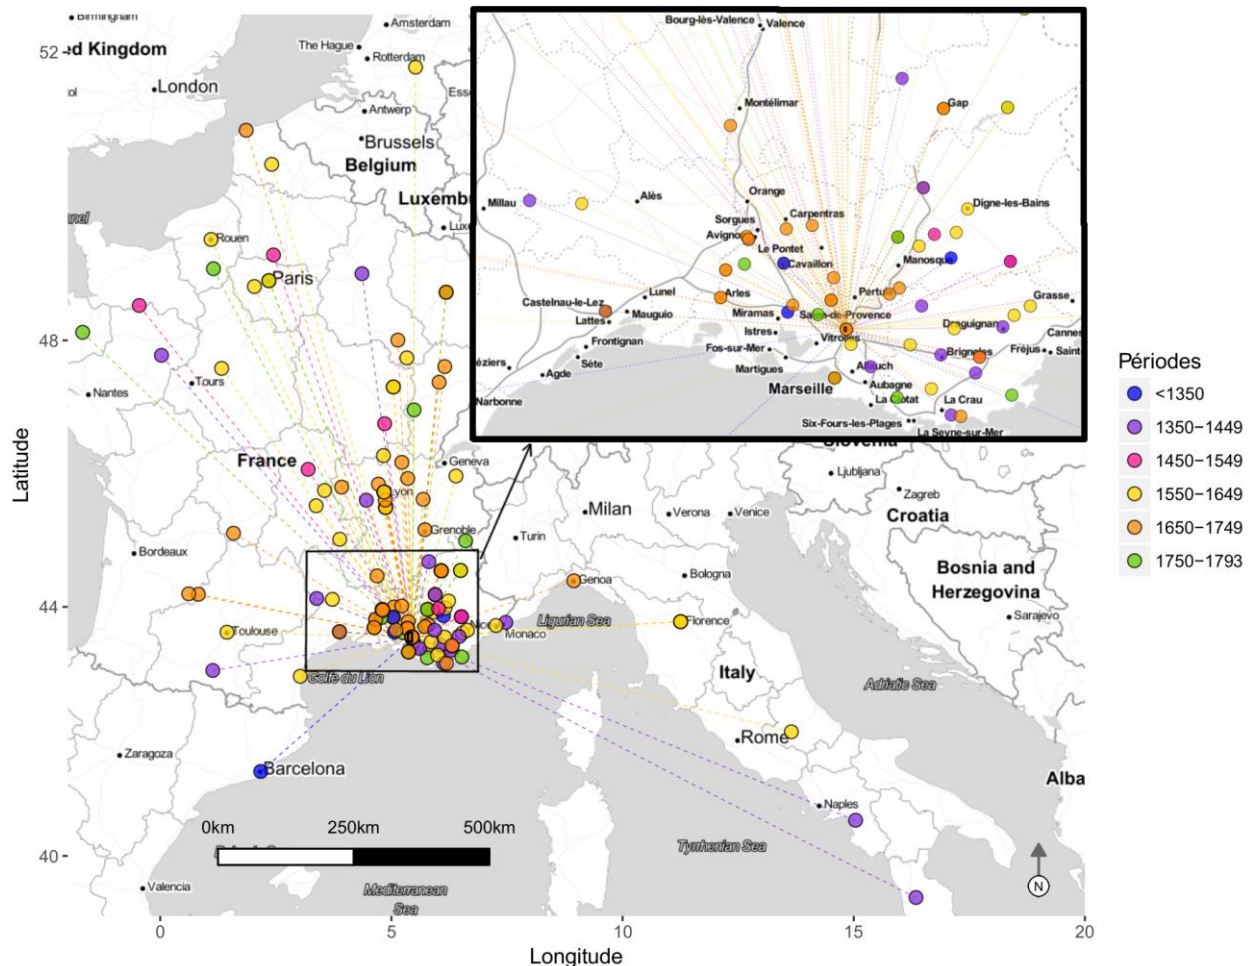 Birmingham
d Kingdom
London
Amsterdam
The Hague
Rotterdam
Antwerp
Brussels
Belgium
Luxemb
Rouen
Paris
Tours
Nantes
France
Geneva
Lyon
Grenoble
Bordeaux
Toulouse
Nice
Monaco
Golfe du Lion
Zaragoza
Barcelona
Valencia
Milan
Turin
Verona
Venice
Genoa
Bologna
Florence
Ligurian Sea
Italy
Rome
Naples
Adriatic Sea
Tyrrhenian Sea
Mediterranean
Sea
Slovenia
Ljubljana
Zagreb
Croatia
Bosnia and
Herzegovina
Sarajevo
Alba
Bourg-lès-Valence
Valence
Montélimar
Gap
Millau
Alès
Orange
Digne-les-Bains
Sorgues
Carpentras
Avignon
Le Pontet
Cavaillon
Manosque
Arles
Pertuis
Castelnau-le-Lez
Lunel
Mauguio
Lattes
Miramas
Salon-de-Provence
Grasse
Draguignan
Cannes
Frontignan
Istres
Vitrolles
Fos-sur-Mer
Brignoles
Fréjus
Saint
Béziers
Sète
Martigues
Allauch
Agde
Marseille
Aubagne
Narbonne
La Ciotat
La Crau
Six-Fours-les-Plages
La Seyne-sur-Mer
0km
250km
500km
N
52
48
44
40
Latitude
0
5
10
15
20
Longitude
Périodes
<1350
1350−1449
1450−1549
1550−1649
1650−1749
1750−1793